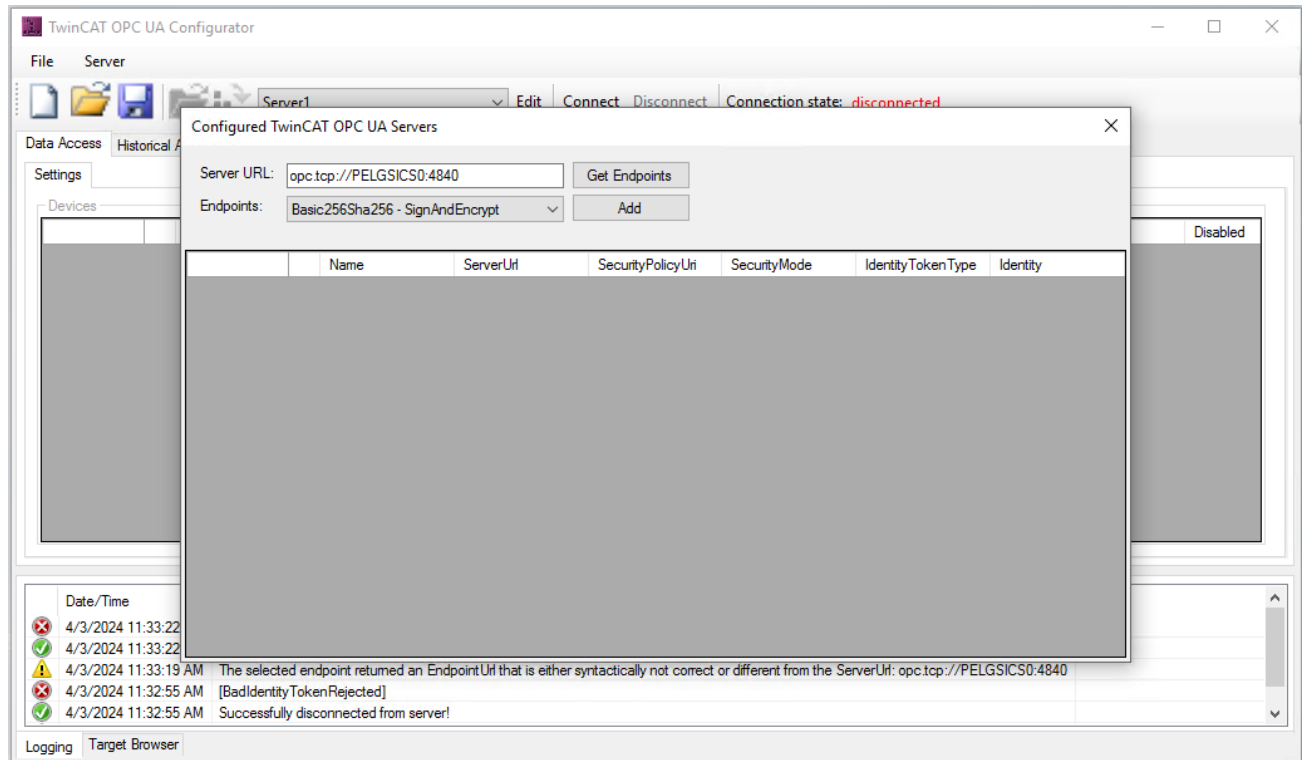 TwinCAT OPC UA Configurator
File Server
Server1 Edit Connect Disconnect Connection state: disconnected
Configured TwinCAT OPC UA Servers
Data Access Historical A
Settings
Server URL: opc.tcp://PELGSICS0:4840 Get Endpoints
Endpoints: Basic256Sha256 - SignAndEncrypt Add
Devices
Disabled
Name ServerUrl SecurityPolicyUri SecurityMode IdentityTokenType Identity
Date/Time
4/3/2024 11:33:22
4/3/2024 11:33:22
4/3/2024 11:33:19 AM The selected endpoint returned an EndpointUrl that is either syntactically not correct or different from the ServerUrl: opc.tcp://PELGSICS0:4840
4/3/2024 11:32:55 AM [BadIdentityTokenRejected]
4/3/2024 11:32:55 AM Successfully disconnected from server!
Logging Target Browser